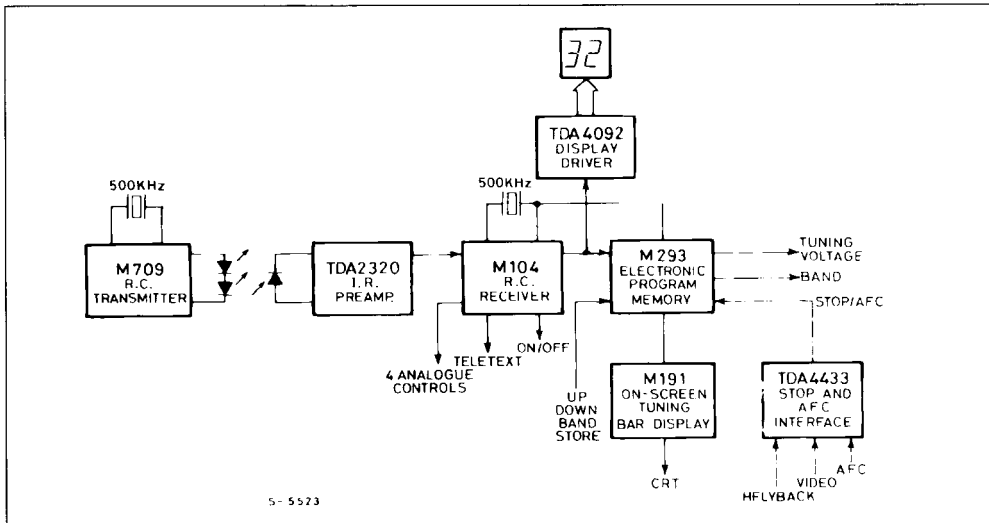 32
TDA4092
DISPLAY
DRIVER
500KHz
500KHz
M709
R.C.
TRANSMITTER
TDA2320
I.R.
PREAMP.
M104
R.C.
RECEIVER
M293
ELECTRONIC
PROGRAM
MEMORY
TUNING
VOLTAGE
BAND
STOP/AFC
4 ANALOGUE
CONTROLS
TELETEXT
ON/OFF
UP
DOWN
BAND
STORE
M191
ON-SCREEN
TUNING
BAR DISPLAY
TDA4433
STOP AND
AFC
INTERFACE
CRT
HFLYBACK
VIDEO
AFC
S-5523